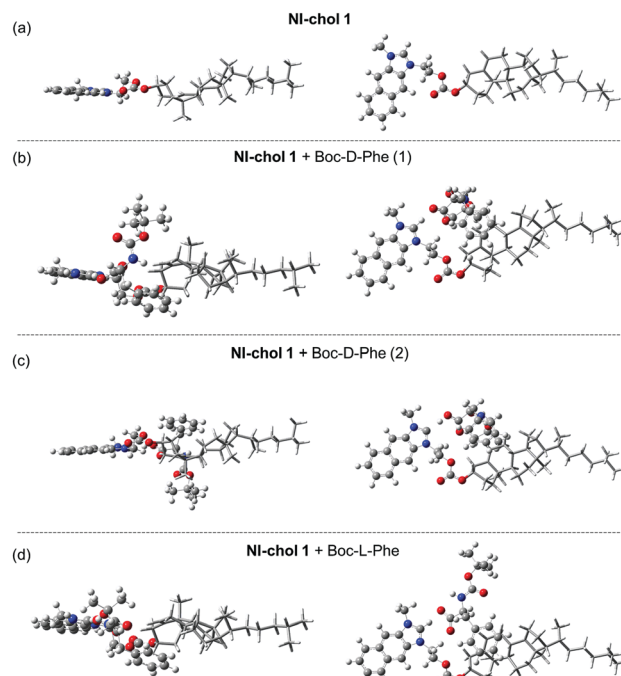 (a)
NI-chol 1
(b)
NI-chol 1 + Boc-D-Phe (1)
(c)
NI-chol 1 + Boc-D-Phe (2)
(d)
NI-chol 1 + Boc-L-Phe